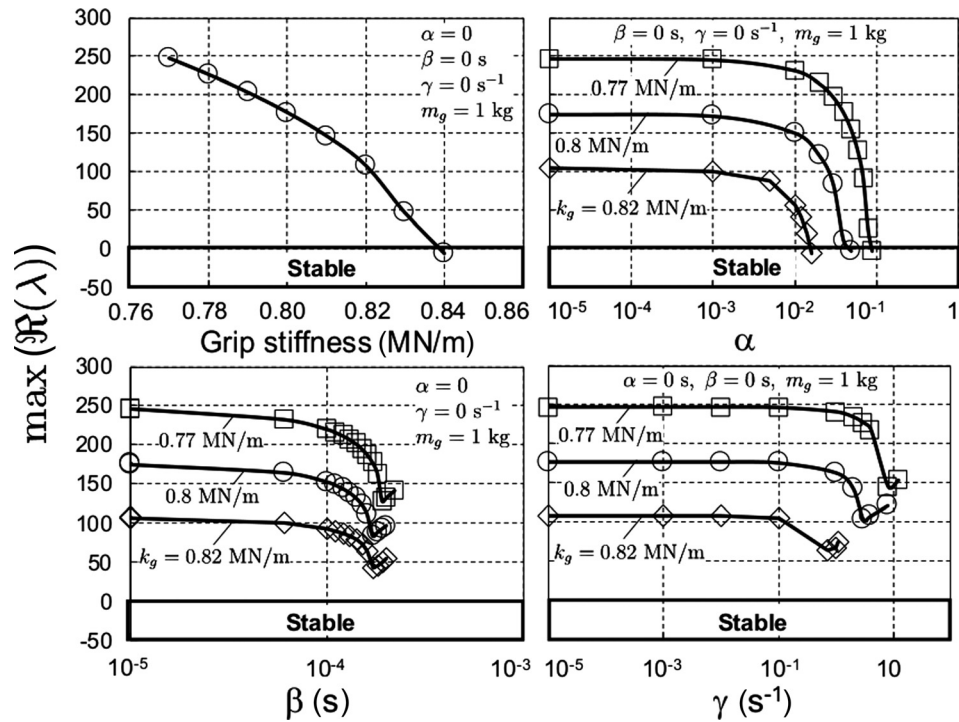 max (ℜ(λ))
300
250
200
150
100
50
0
-50
α = 0
β = 0 s
γ = 0 s⁻¹
m_g = 1 kg
Stable
0.76 0.78 0.80 0.82 0.84 0.86
Grip stiffness (MN/m)
β = 0 s, γ = 0 s⁻¹, m_g = 1 kg
0.77 MN/m
0.8 MN/m
k_g = 0.82 MN/m
Stable
10⁻⁵ 10⁻⁴ 10⁻³ 10⁻² 10⁻¹ 1
α
300
250
200
150
100
50
0
-50
α = 0
γ = 0 s⁻¹
m_g = 1 kg
0.77 MN/m
0.8 MN/m
k_g = 0.82 MN/m
Stable
10⁻⁵ 10⁻⁴ 10⁻³
β (s)
α = 0 s, β = 0 s, m_g = 1 kg
0.77 MN/m
0.8 MN/m
k_g = 0.82 MN/m
Stable
10⁻⁵ 10⁻³ 10⁻¹ 10
γ (s⁻¹)